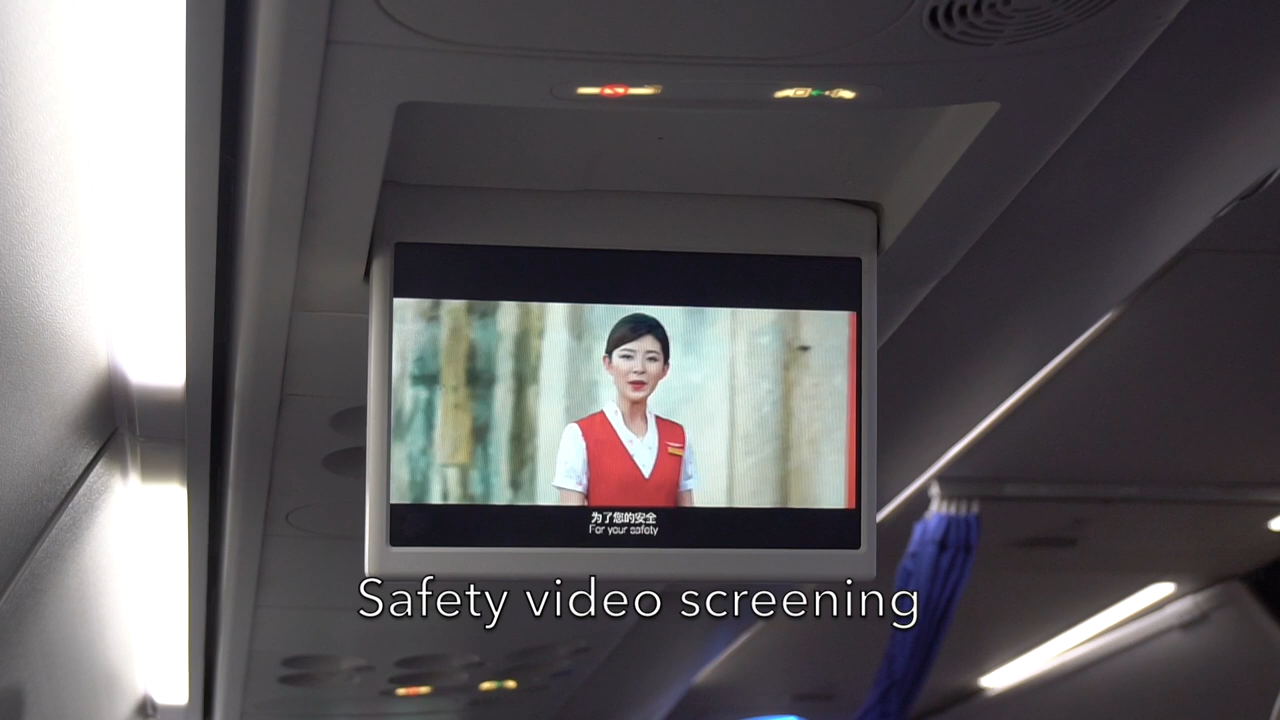 为了您的安全
For your safety
Safety video screening